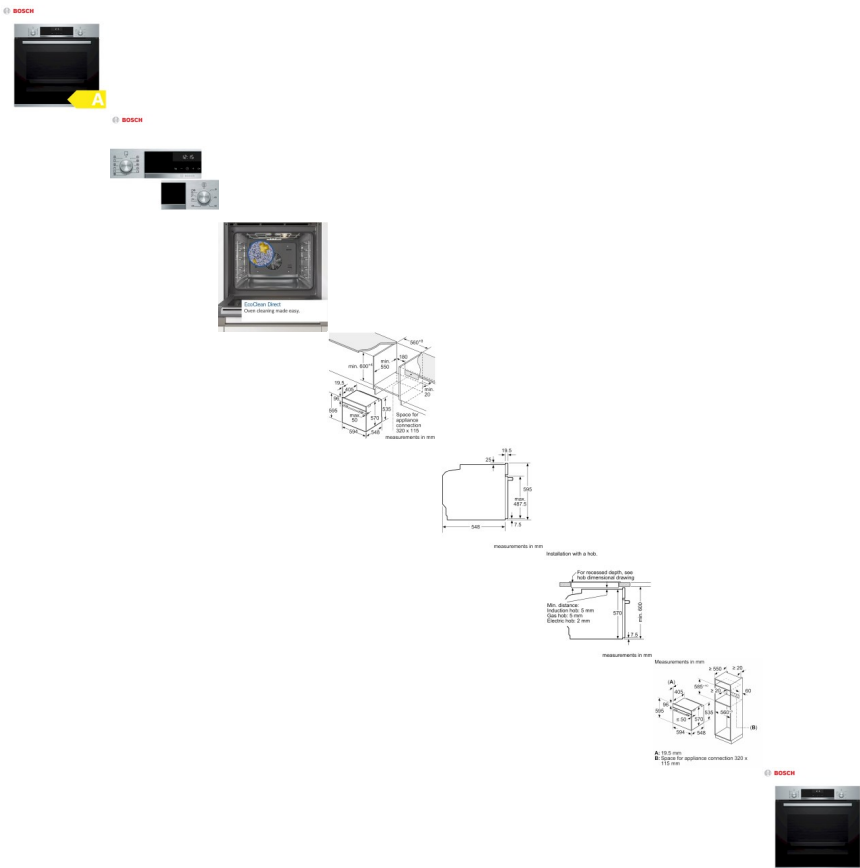 BOSCH
A
BOSCH
EcoClean Direct
Oven cleaning made easy.
560⁺⁸
min. 600⁺⁴
min.
550
180
min.
20
19.5
405
96
595
max.
50
570
535
594
548
Space for
appliance
connection
320 x 115
measurements in mm
19.5
25
595
max.
487.5
548
7.5
measurements in mm
Installation with a hob.
For recessed depth, see
hob dimensional drawing
Min. distance:
Induction hob: 5 mm
Gas hob: 5 mm
Electric hob: 2 mm
570
min. 600
7.5
measurements in mm
Measurements in mm
≥ 550
≥ 20
(A)
405
≥ 20
60
96
595
≤ 50
570
535
594
548
(B)
A: 19.5 mm
B: Space for appliance connection 320 x
115 mm
BOSCH